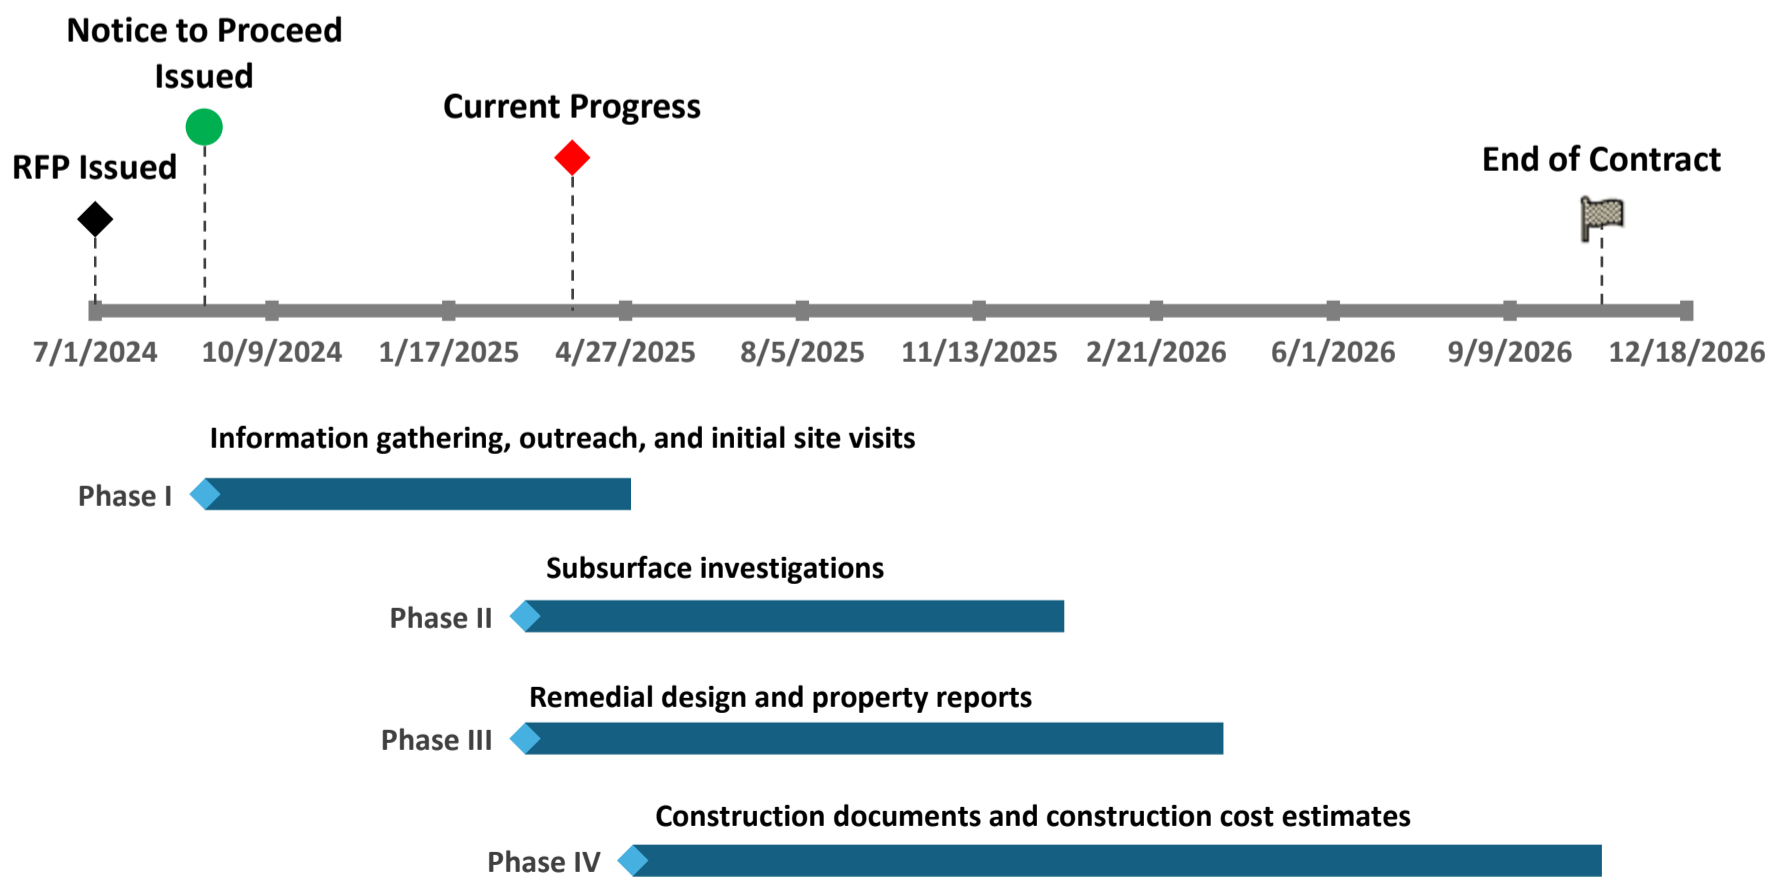 Notice to Proceed
Issued
Current Progress
RFP Issued
End of Contract
7/1/2024 10/9/2024 1/17/2025 4/27/2025 8/5/2025 11/13/2025 2/21/2026 6/1/2026 9/9/2026 12/18/2026
Information gathering, outreach, and initial site visits
Phase I
Subsurface investigations
Phase II
Remedial design and property reports
Phase III
Construction documents and construction cost estimates
Phase IV